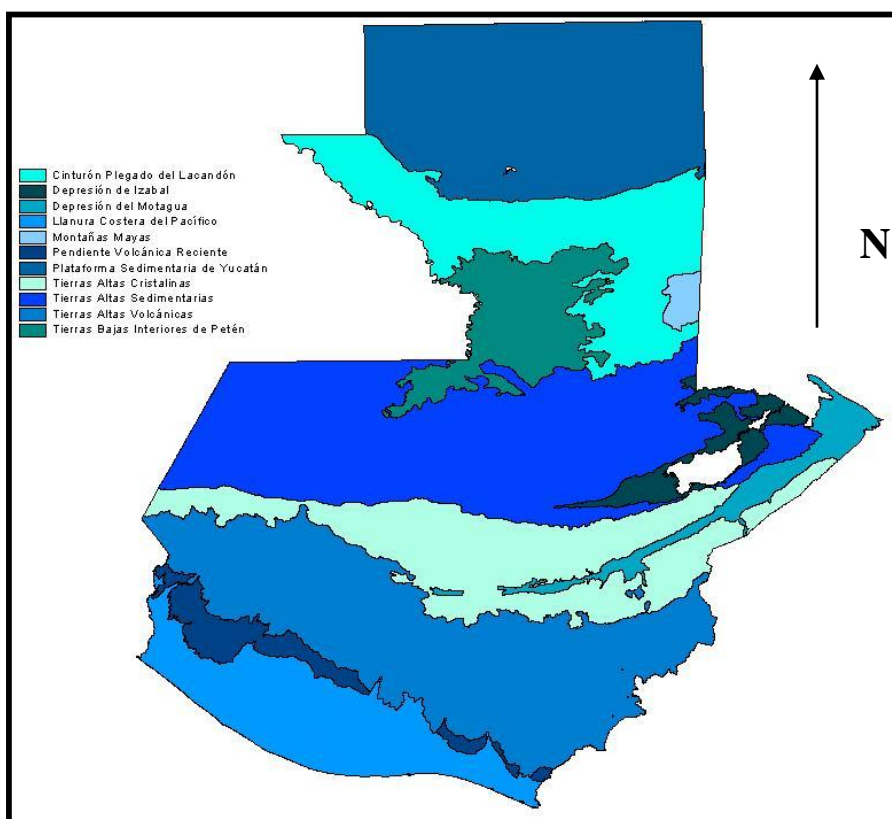 Cinturón Plegado del Lacandón
Depresión de Izabal
Depresión del Motagua
Llanura Costera del Pacífico
Montañas Mayas
Pendiente Volcánica Reciente
Plataforma Sedimentaria de Yucatán
Tierras Altas Cristalinas
Tierras Altas Sedimentarias
Tierras Altas Volcánicas
Tierras Bajas Interiores de Petén
N